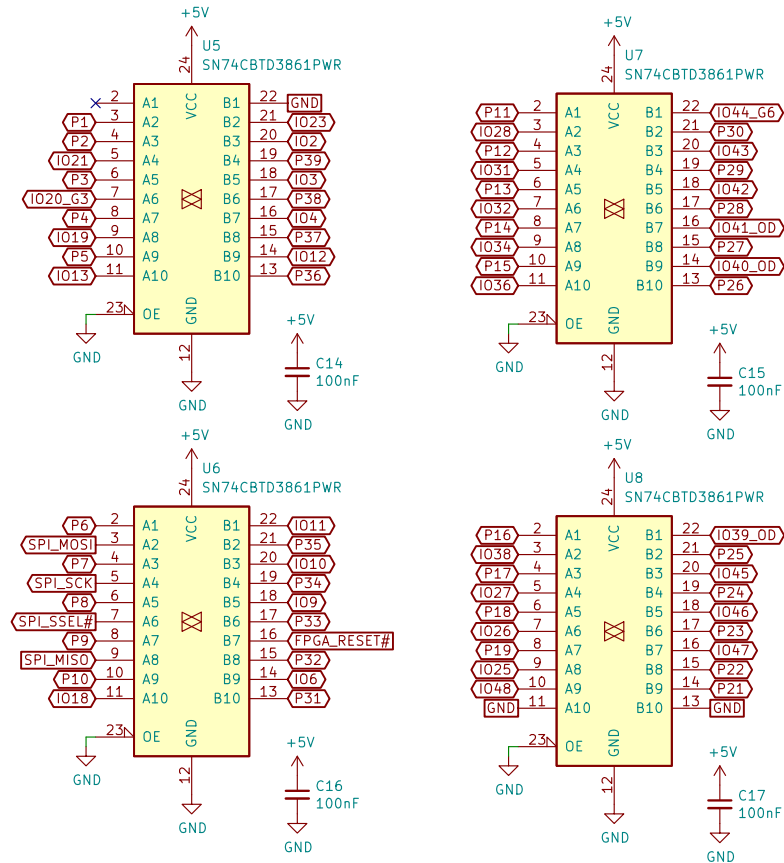 +5V
U5
SN74CBTD3861PWR
24
VCC
2 A1 B1 22 GND
P1 3 A2 B2 21 IO23
P2 4 A3 B3 20 IO2
IO21 5 A4 B4 19 P39
P3 6 A5 B5 18 IO3
IO20_G3 7 A6 B6 17 P38
P4 8 A7 B7 16 IO4
IO19 9 A8 B8 15 P37
P5 10 A9 B9 14 IO12
IO13 11 A10 B10 13 P36
23 OE
GND
GND
12
GND
+5V
C14
100nF
GND
+5V
U7
SN74CBTD3861PWR
24
VCC
P11 2 A1 B1 22 IO44_G6
IO28 3 A2 B2 21 P30
P12 4 A3 B3 20 IO43
IO31 5 A4 B4 19 P29
P13 6 A5 B5 18 IO42
IO32 7 A6 B6 17 P28
P14 8 A7 B7 16 IO41_OD
IO34 9 A8 B8 15 P27
P15 10 A9 B9 14 IO40_OD
IO36 11 A10 B10 13 P26
23 OE
GND
GND
12
GND
+5V
C15
100nF
GND
+5V
U6
SN74CBTD3861PWR
24
VCC
P6 2 A1 B1 22 IO11
SPI_MOSI 3 A2 B2 21 P35
P7 4 A3 B3 20 IO10
SPI_SCK 5 A4 B4 19 P34
P8 6 A5 B5 18 IO9
SPI_SSEL# 7 A6 B6 17 P33
P9 8 A7 B7 16 FPGA_RESET#
SPI_MISO 9 A8 B8 15 P32
P10 10 A9 B9 14 IO6
IO18 11 A10 B10 13 P31
23 OE
GND
GND
12
GND
+5V
C16
100nF
GND
+5V
U8
SN74CBTD3861PWR
24
VCC
P16 2 A1 B1 22 IO39_OD
IO38 3 A2 B2 21 P25
P17 4 A3 B3 20 IO45
IO27 5 A4 B4 19 P24
P18 6 A5 B5 18 IO46
IO26 7 A6 B6 17 P23
P19 8 A7 B7 16 IO47
IO25 9 A8 B8 15 P22
IO48 10 A9 B9 14 P21
GND 11 A10 B10 13 GND
23 OE
GND
GND
12
GND
+5V
C17
100nF
GND